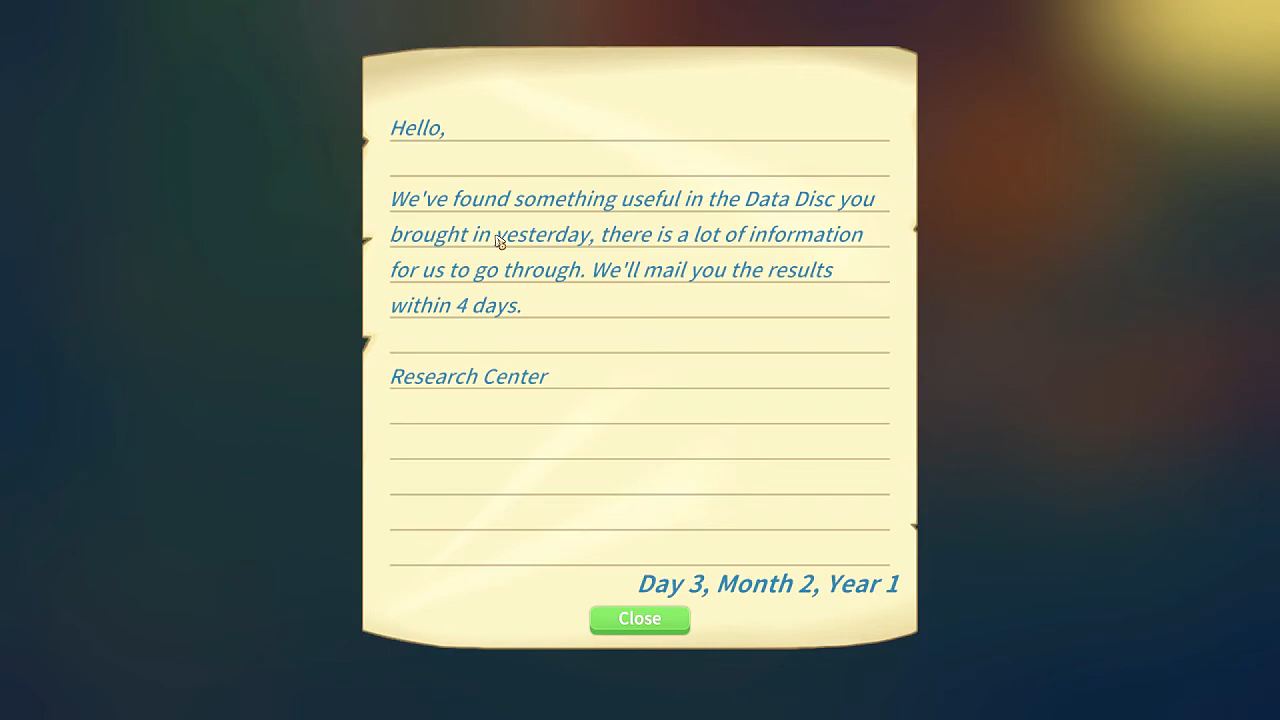 Hello,
We've found something useful in the Data Disc you
brought in yesterday, there is a lot of information
for us to go through. We'll mail you the results
within 4 days.
Research Center
Day 3, Month 2, Year 1
Close